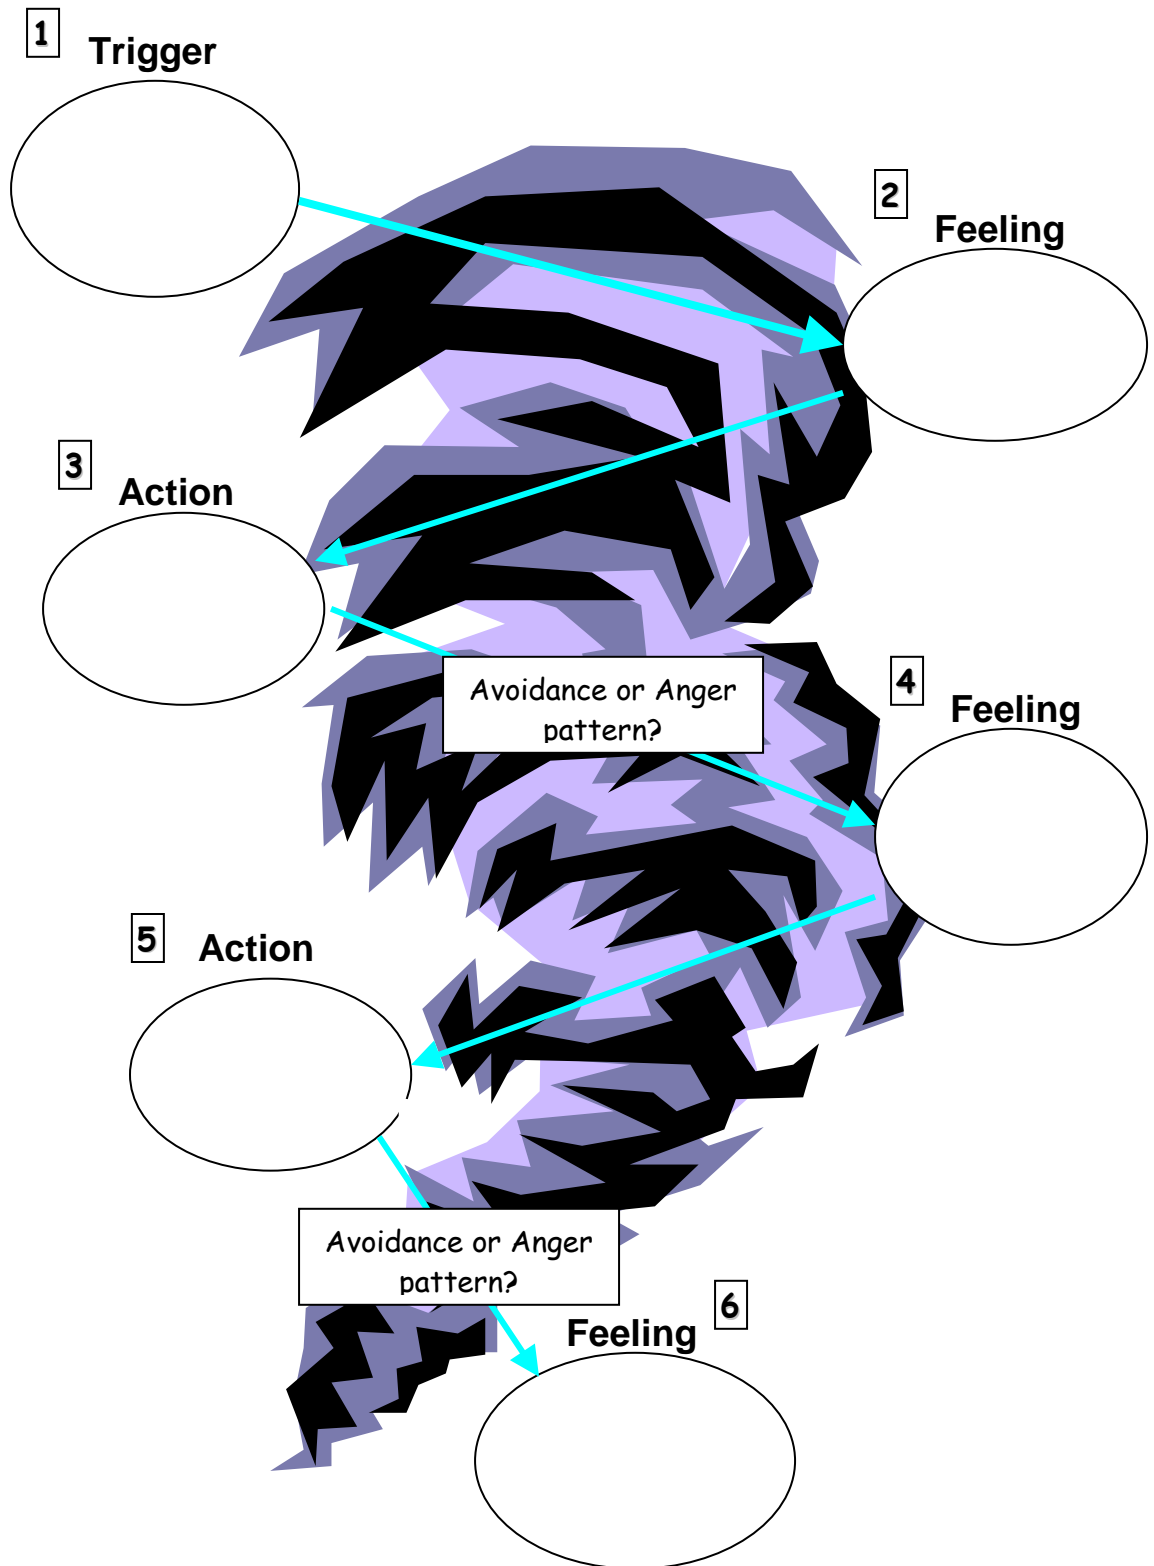 1
Trigger
2
Feeling
3
Action
Avoidance or Anger
pattern?
4
Feeling
5
Action
Avoidance or Anger
pattern?
6
Feeling